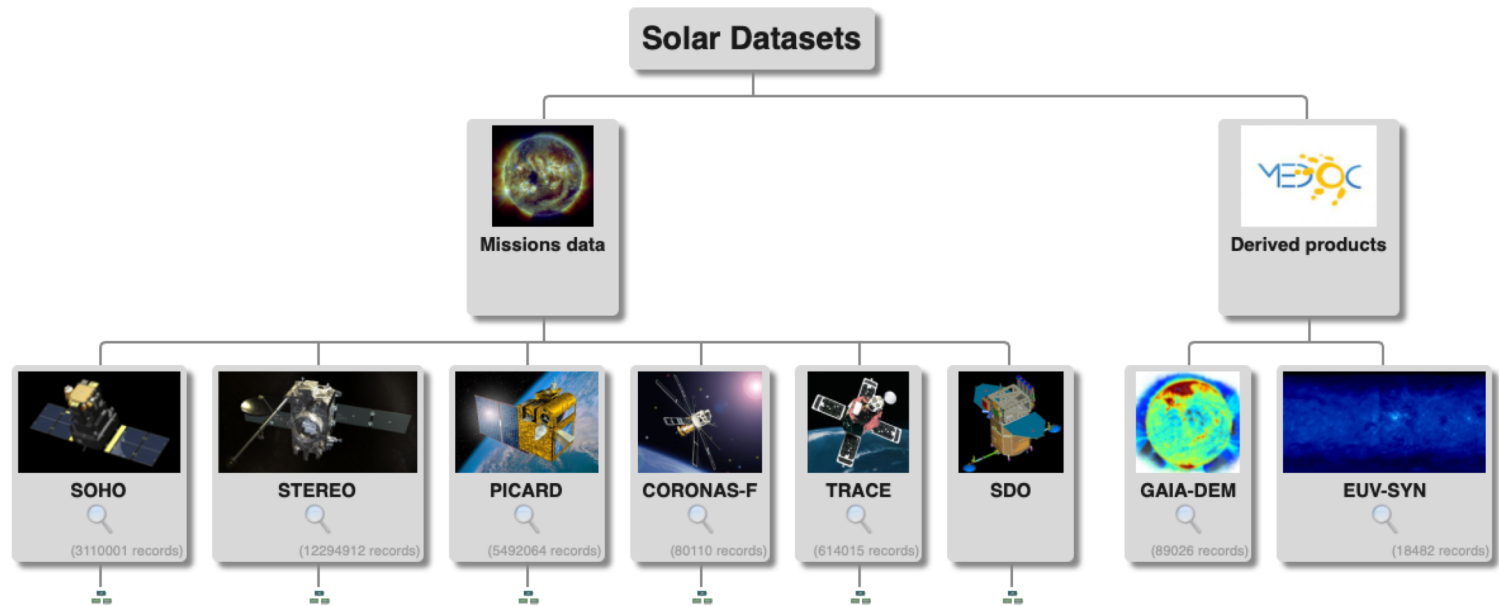 Solar Datasets
Missions data
MEDOC
Derived products
SOHO
(3110001 records)
STEREO
(12294912 records)
PICARD
(5492064 records)
CORONAS-F
(80110 records)
TRACE
(614015 records)
SDO
GAIA-DEM
(89026 records)
EUV-SYN
(18482 records)